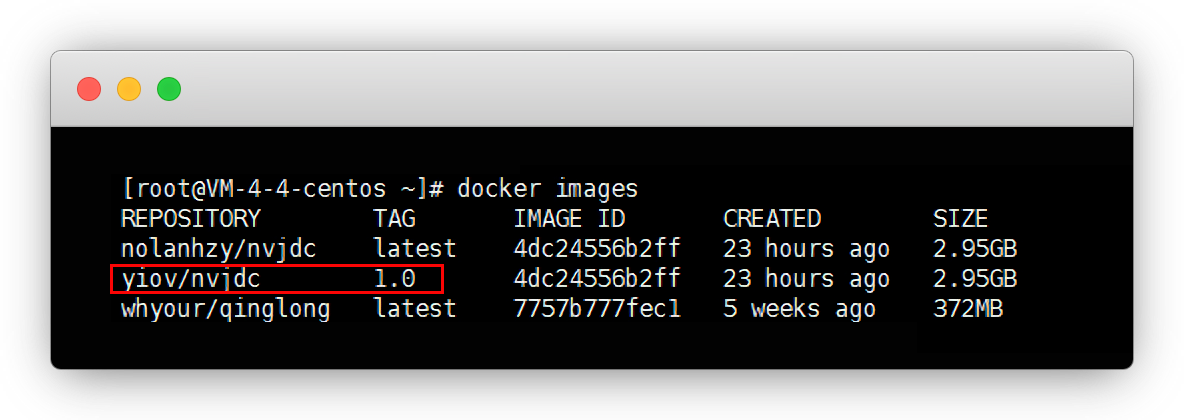 [root@VM-4-4-centos ~]# docker images
REPOSITORY TAG IMAGE ID CREATED SIZE
nolanhzy/nvjdc latest 4dc24556b2ff 23 hours ago 2.95GB
yiov/nvjdc 1.0 4dc24556b2ff 23 hours ago 2.95GB
whyour/qinglong latest 7757b777fec1 5 weeks ago 372MB